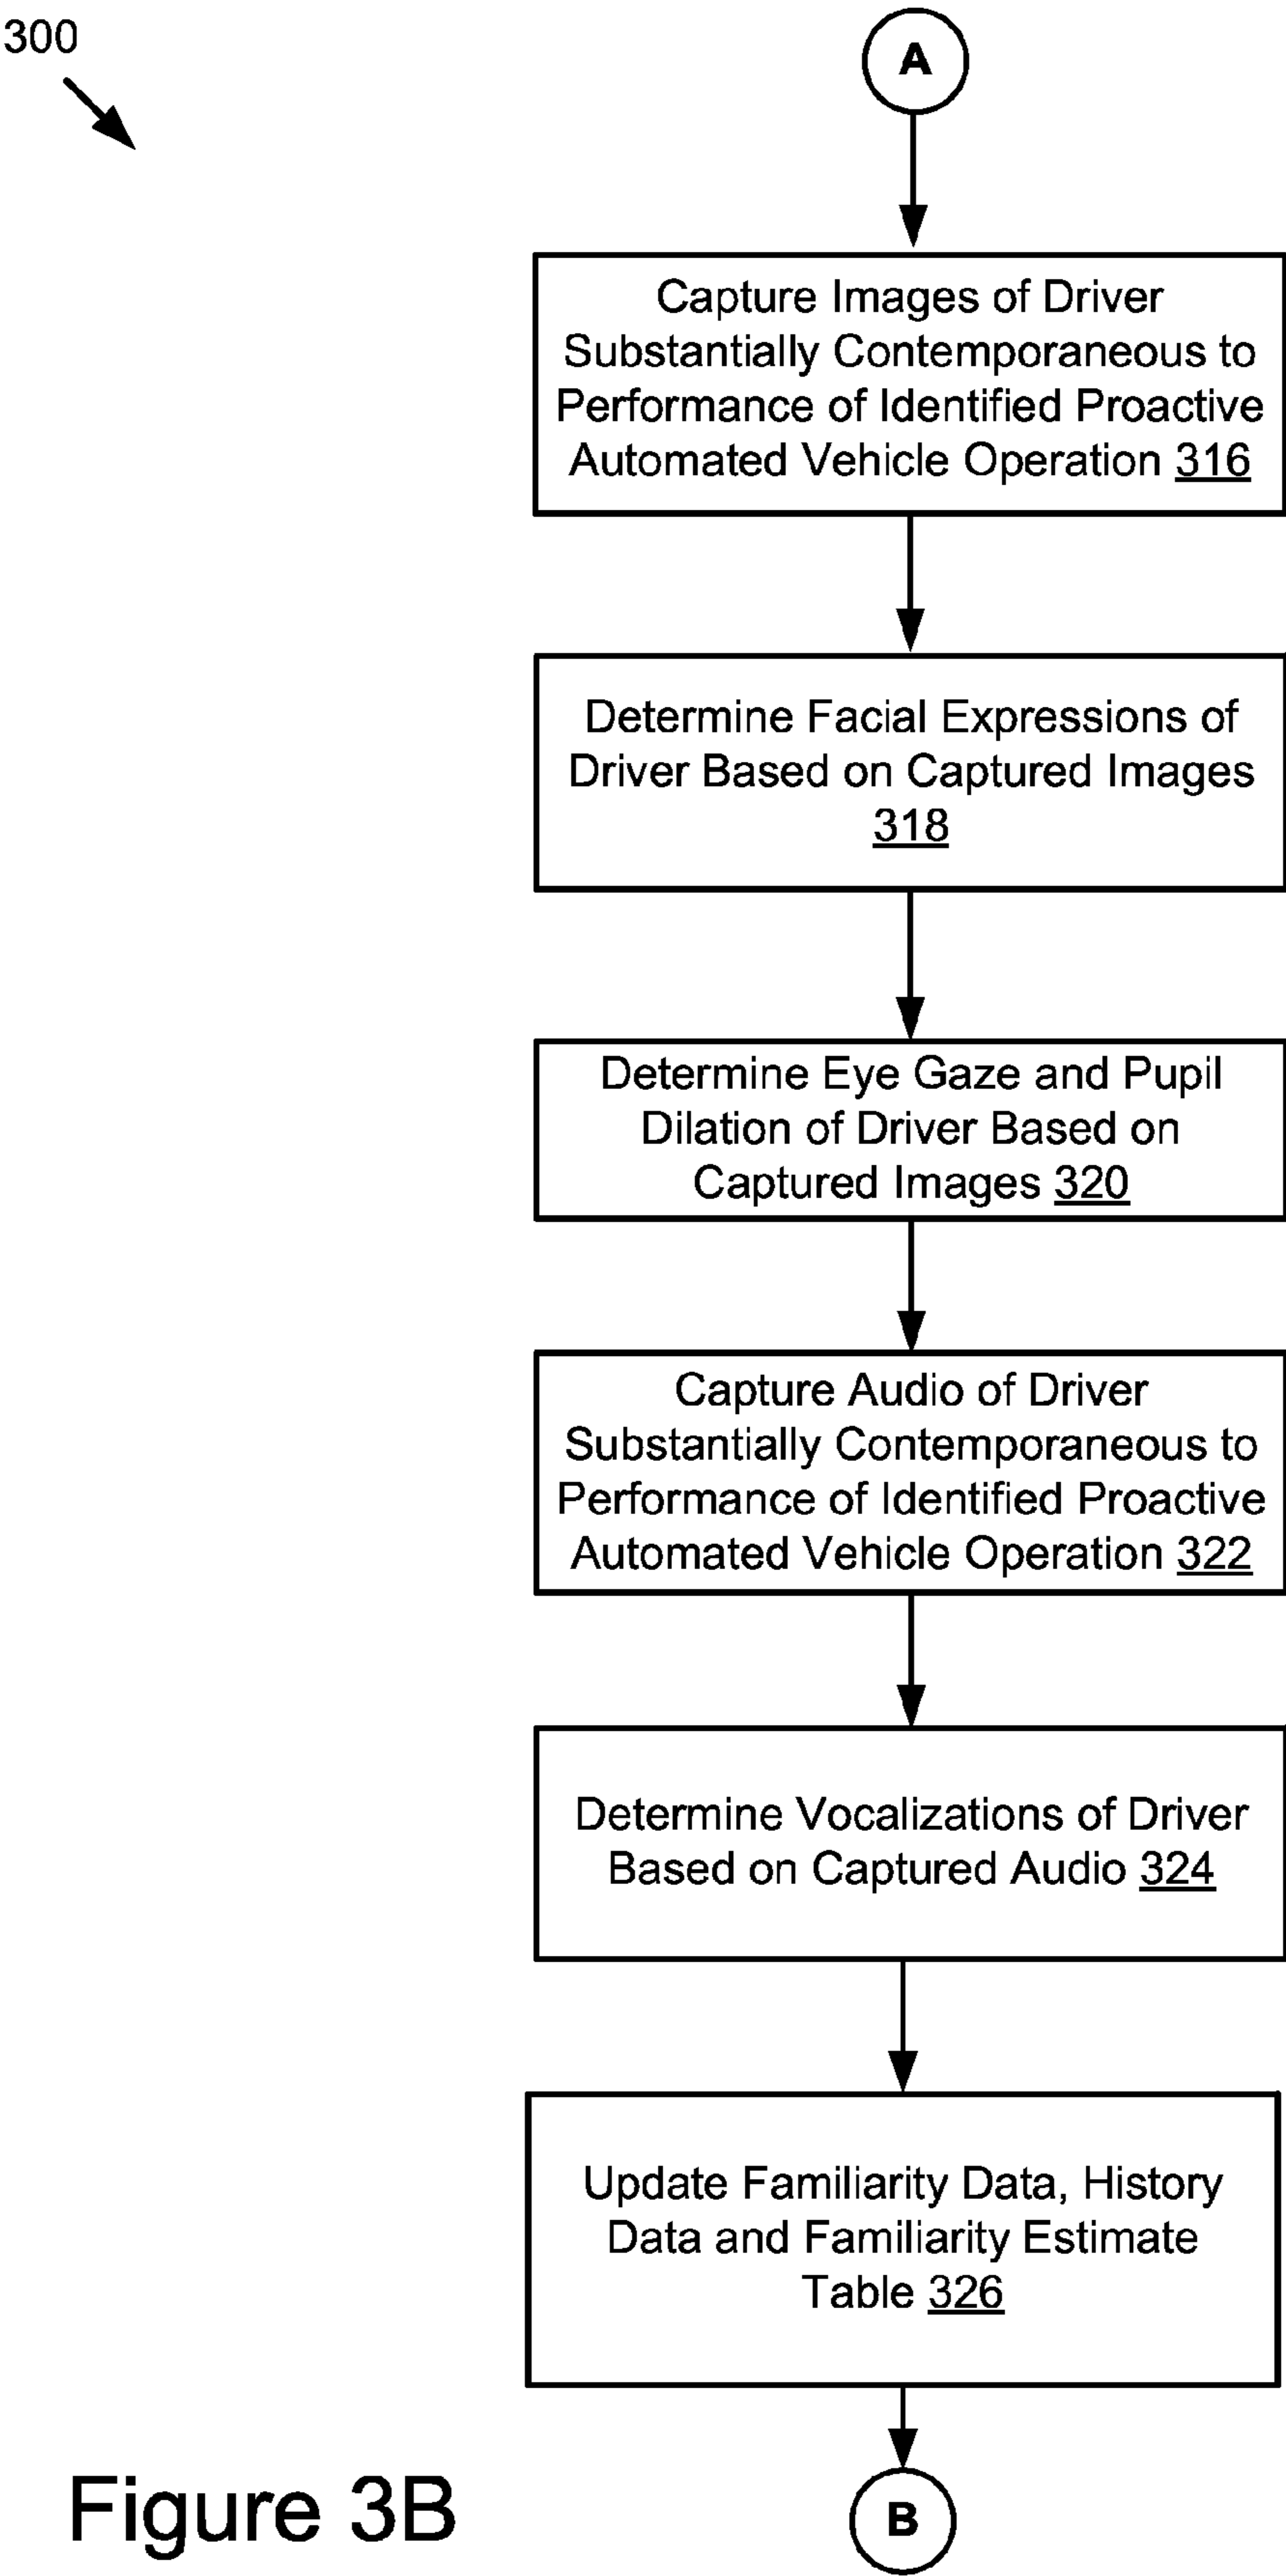 300
A
Capture Images of Driver
Substantially Contemporaneous to
Performance of Identified Proactive
Automated Vehicle Operation 316
Determine Facial Expressions of
Driver Based on Captured Images
318
Determine Eye Gaze and Pupil
Dilation of Driver Based on
Captured Images 320
Capture Audio of Driver
Substantially Contemporaneous to
Performance of Identified Proactive
Automated Vehicle Operation 322
Determine Vocalizations of Driver
Based on Captured Audio 324
Update Familiarity Data, History
Data and Familiarity Estimate
Table 326
B
Figure 3B